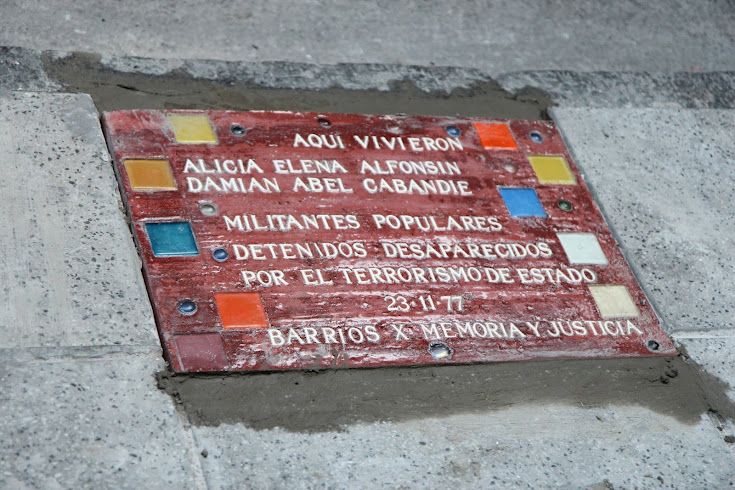 AQUI VIVIERON
ALICIA ELENA ALFONSIN
DAMIAN ABEL CABANDIE
MILITANTES POPULARES
DETENIDOS DESAPARECIDOS
POR EL TERRORISMO DE ESTADO
23-11-77
BARRIOS X MEMORIA Y JUSTICIA